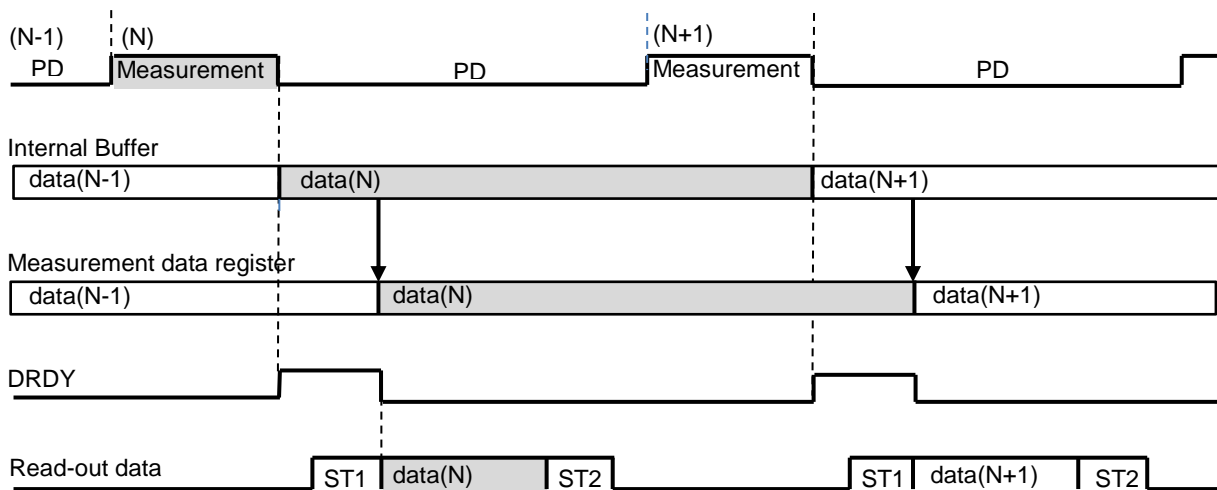 (N-1) (N) (N+1)
PD Measurement PD Measurement PD
Internal Buffer
data(N-1) data(N) data(N+1)
Measurement data register
data(N-1) data(N) data(N+1)
DRDY
Read-out data ST1 data(N) ST2 ST1 data(N+1) ST2